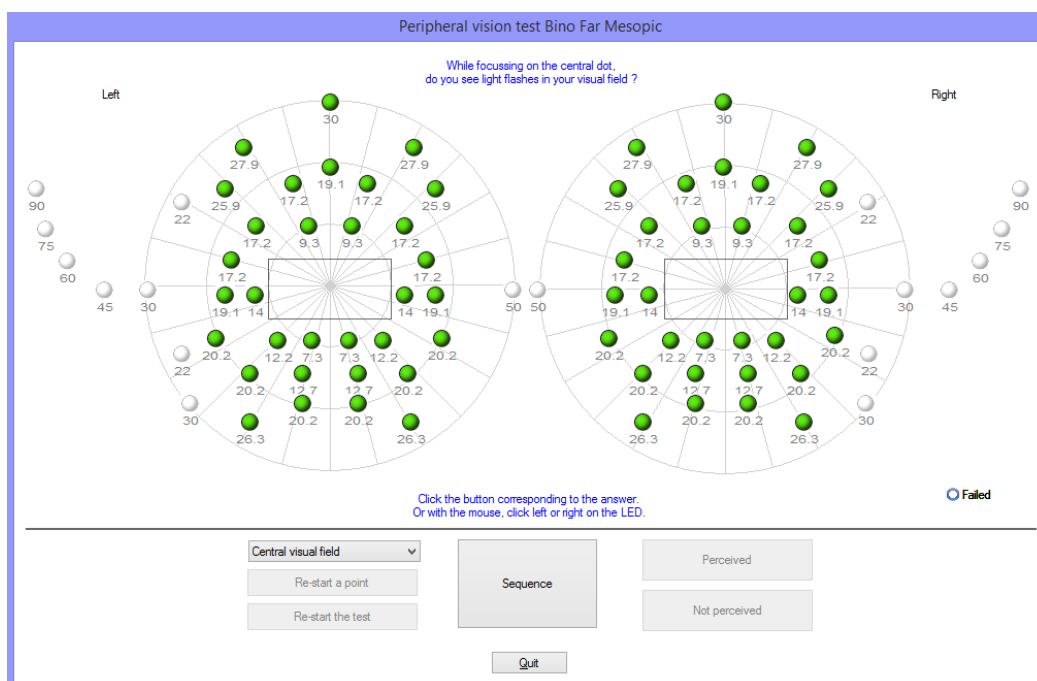 Peripheral vision test Bino Far Mesopic
While focussing on the central dot,
do you see light flashes in your visual field ?
Left Right
30 30
27.9 27.9 27.9 27.9
19.1 19.1
25.9 17.2 17.2 25.9 25.9 17.2 17.2 25.9
90 22 22 90
75 17.2 9.3 9.3 17.2 17.2 9.3 9.3 17.2 75
60 17.2 17.2 17.2 17.2 60
45 30 19.1 14 14 19.1 50 50 19.1 14 14 19.1 30 45
20.2 12.2 7.3 7.3 12.2 20.2 20.2 12.2 7.3 7.3 12.2 20.2
22 20.2 12.7 12.7 20.2 20.2 12.7 12.7 20.2 22
30 20.2 20.2 20.2 20.2 30
26.3 26.3 26.3 26.3
Click the button corresponding to the answer.
Or with the mouse, click left or right on the LED.
Failed
Central visual field
Re-start a point
Re-start the test
Sequence
Perceived
Not perceived
Quit